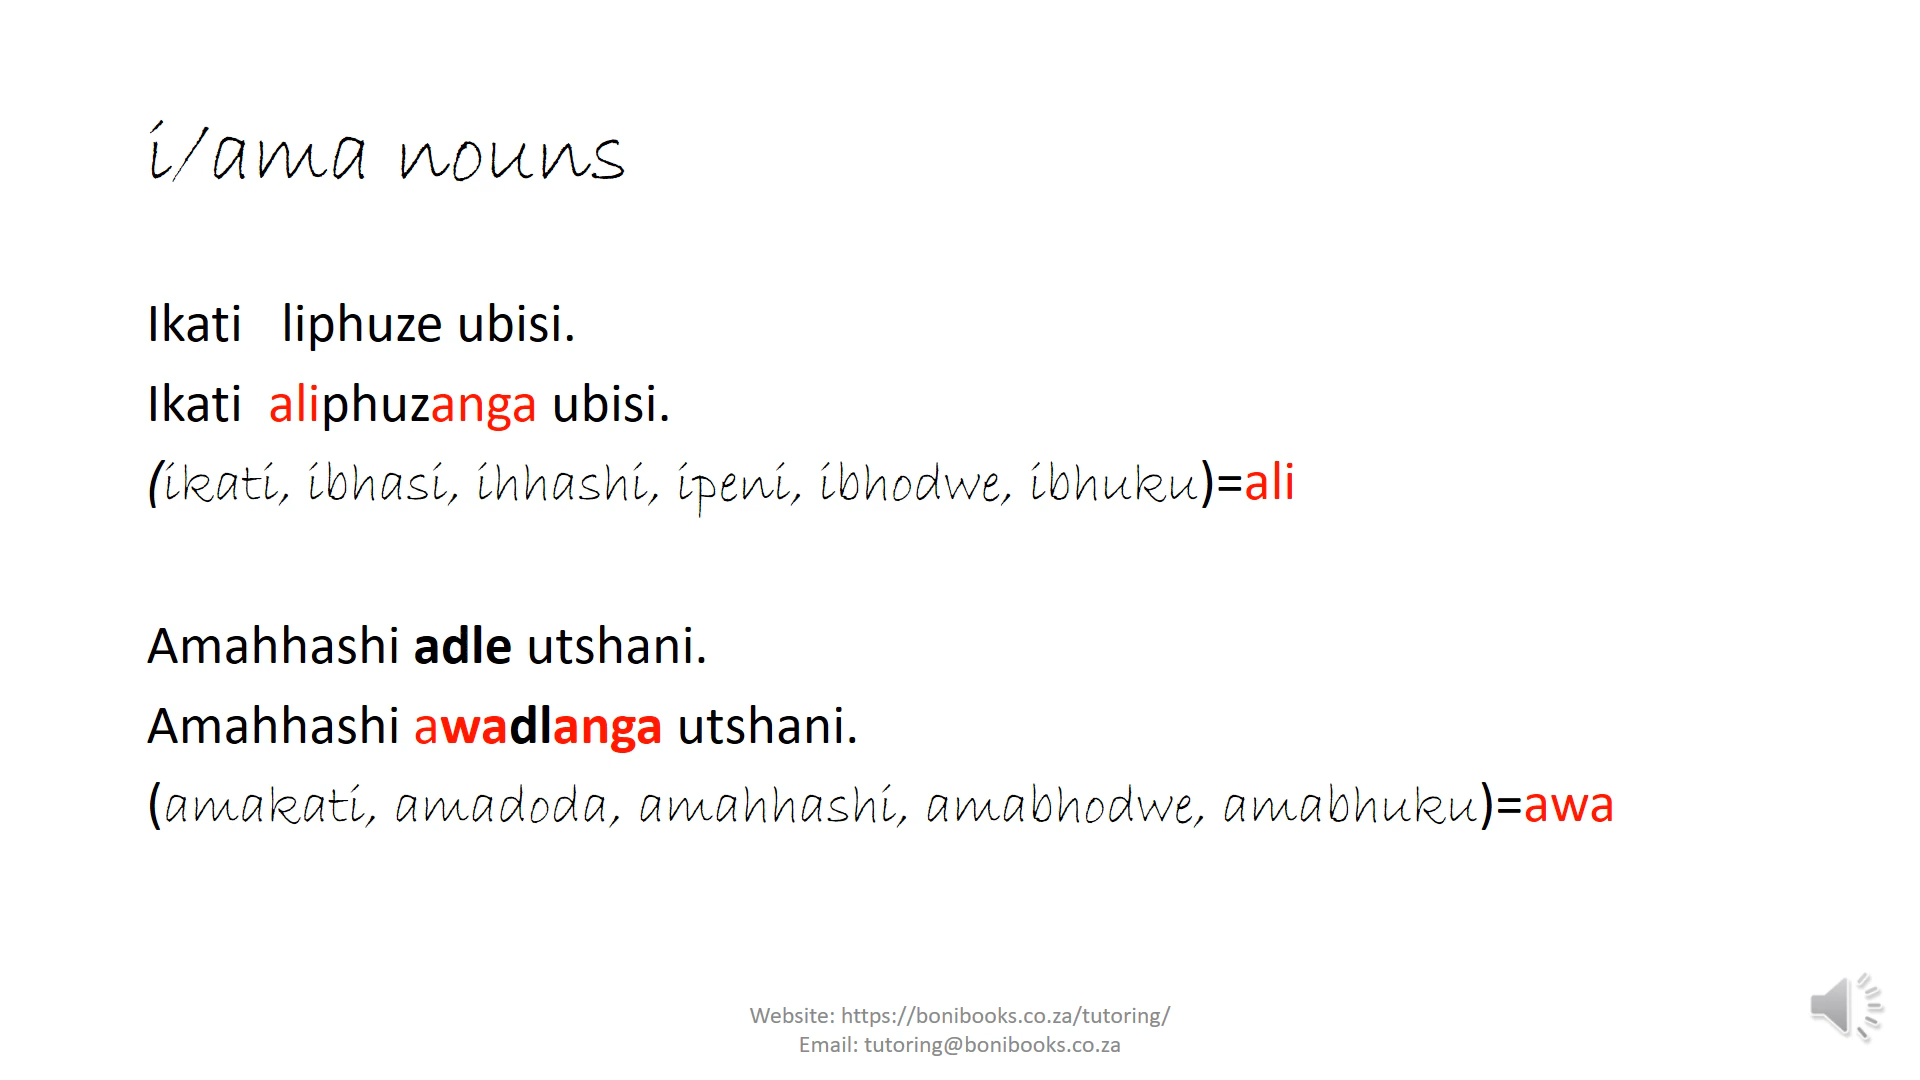 i/ama nouns
Ikati liphuze ubisi.
Ikati aliphuzanga ubisi.
(ikati, ibhasi, ihhashi, ipeni, ibhodwe, ibhuku)=ali
Amahhashi adle utshani.
Amahhashi awadlanga utshani.
(amakati, amadoda, amahhashi, amabhodwe, amabhuku)=awa
Website: https://bonibooks.co.za/tutoring/
Email: tutoring@bonibooks.co.za